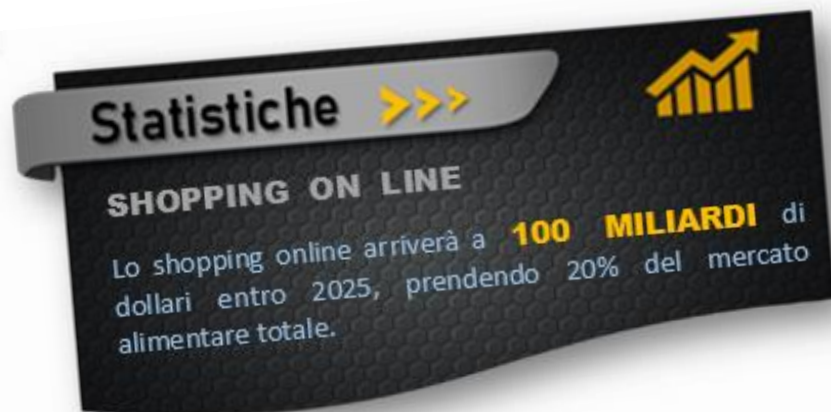 Statistiche
SHOPPING ON LINE
Lo shopping online arriverà a 100 MILIARDI di
dollari entro 2025, prendendo 20% del mercato
alimentare totale.